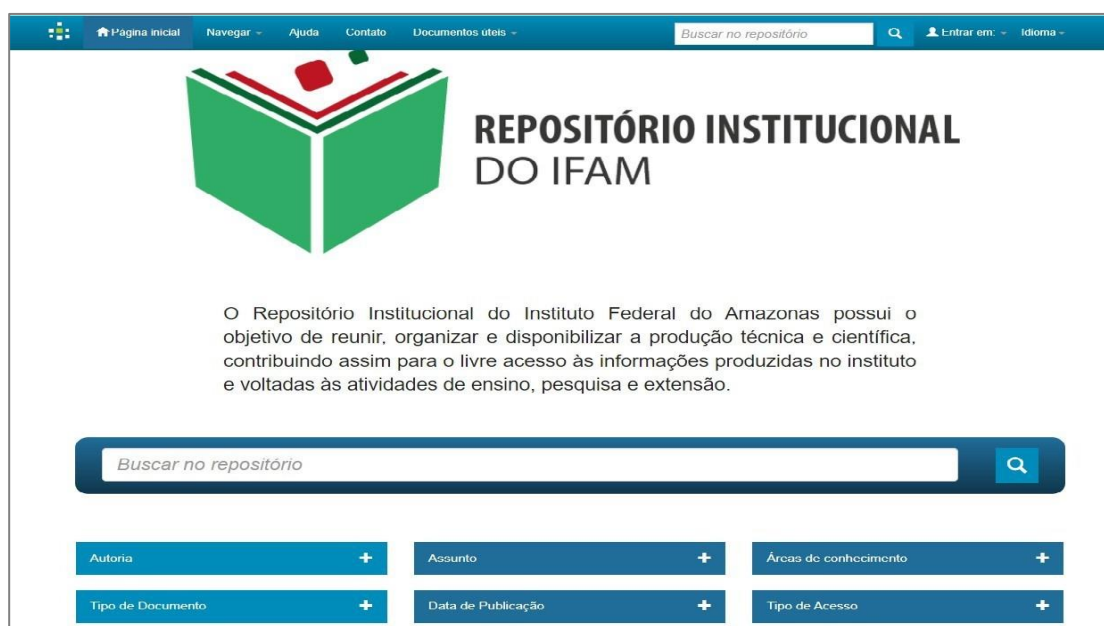 Página inicial Navegar Ajuda Contato Documentos úteis Buscar no repositório Entrar em: Idioma
REPOSITÓRIO INSTITUCIONAL
DO IFAM
O Repositório Institucional do Instituto Federal do Amazonas possui o
objetivo de reunir, organizar e disponibilizar a produção técnica e científica,
contribuindo assim para o livre acesso às informações produzidas no instituto
e voltadas às atividades de ensino, pesquisa e extensão.
Buscar no repositório
Autoria + Assunto + Áreas de conhecimento +
Tipo de Documento + Data de Publicação + Tipo de Acesso +